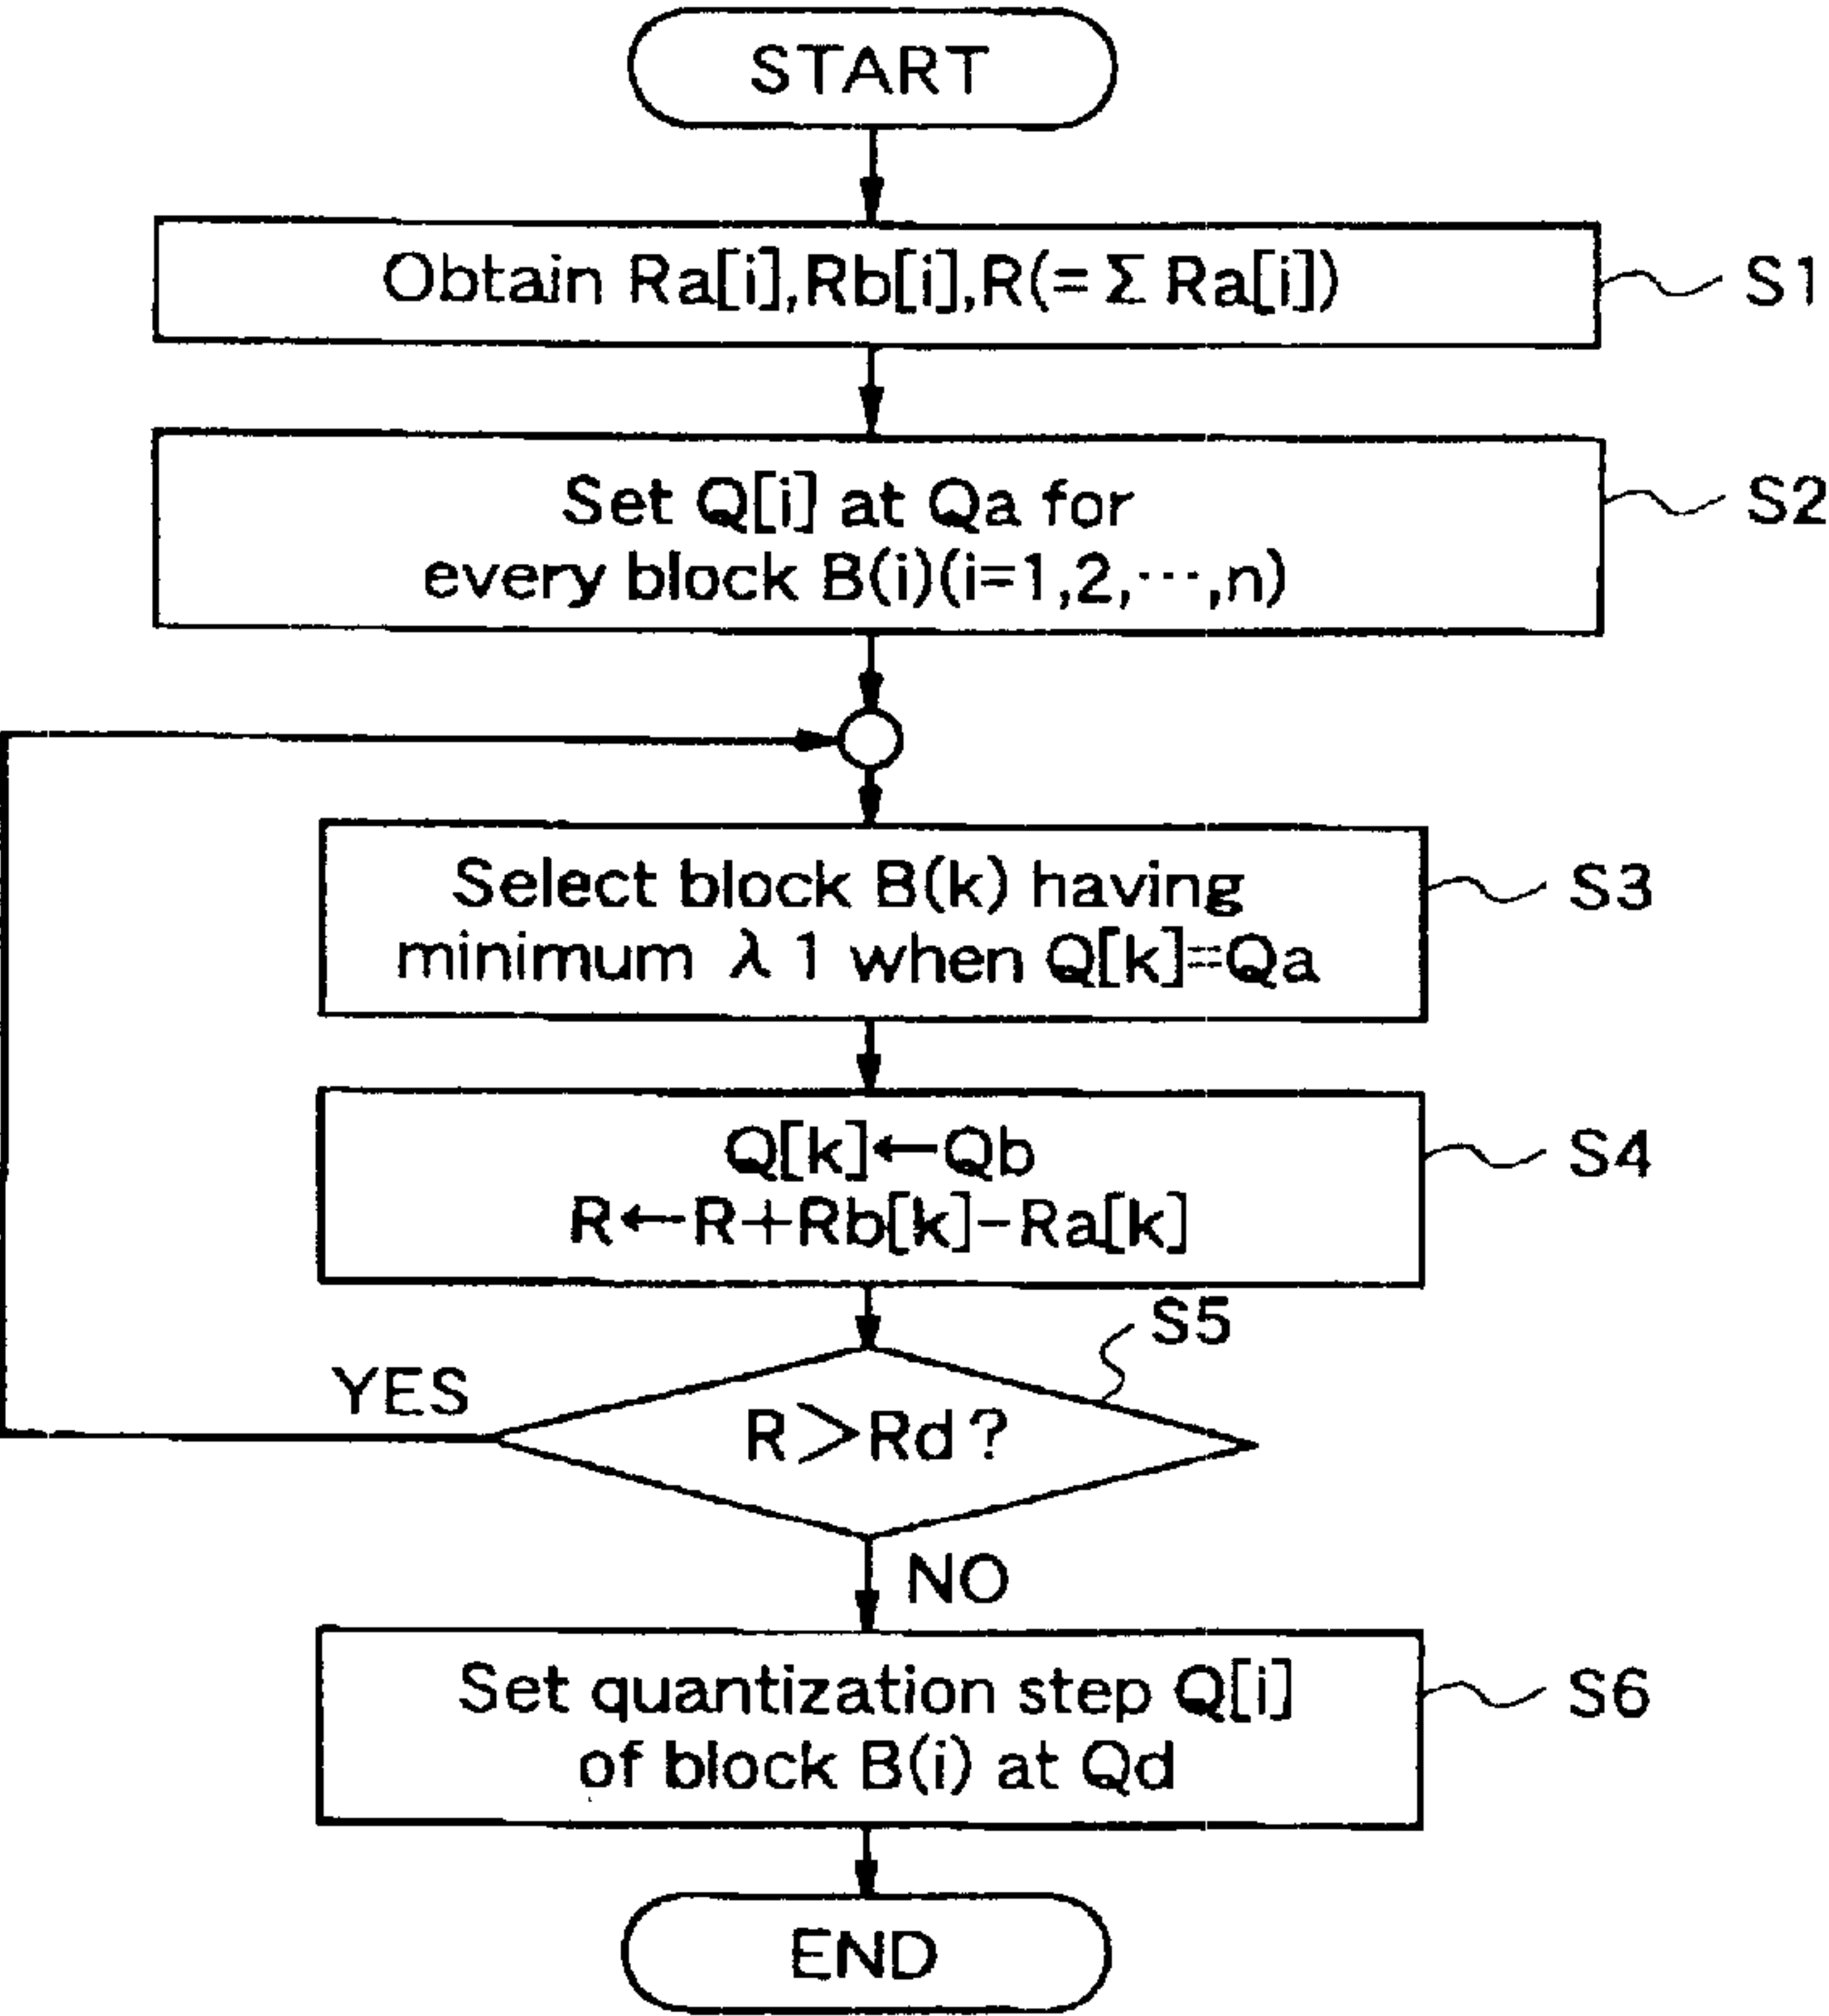 START
Obtain Ra[i],Rb[i],R(=Σ Ra[i])
S1
Set Q[i] at Qa for
every block B(i)(i=1,2,⋯,n)
S2
Select block B(k) having
minimum λ 1 when Q[k]=Qa
S3
Q[k]←Qb
R←R+Rb[k]-Ra[k]
S4
S5
YES
R>Rd?
NO
Set quantization step Q[i]
of block B(i) at Qd
S6
END